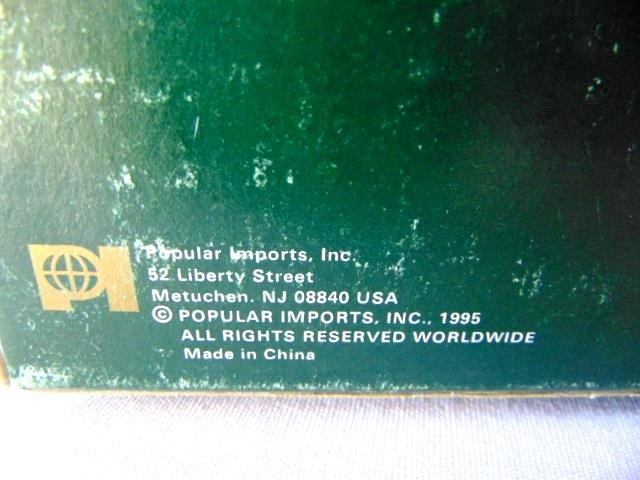 PI
Popular Imports, Inc.
52 Liberty Street
Metuchen, NJ 08840 USA
© POPULAR IMPORTS, INC., 1995
ALL RIGHTS RESERVED WORLDWIDE
Made in China